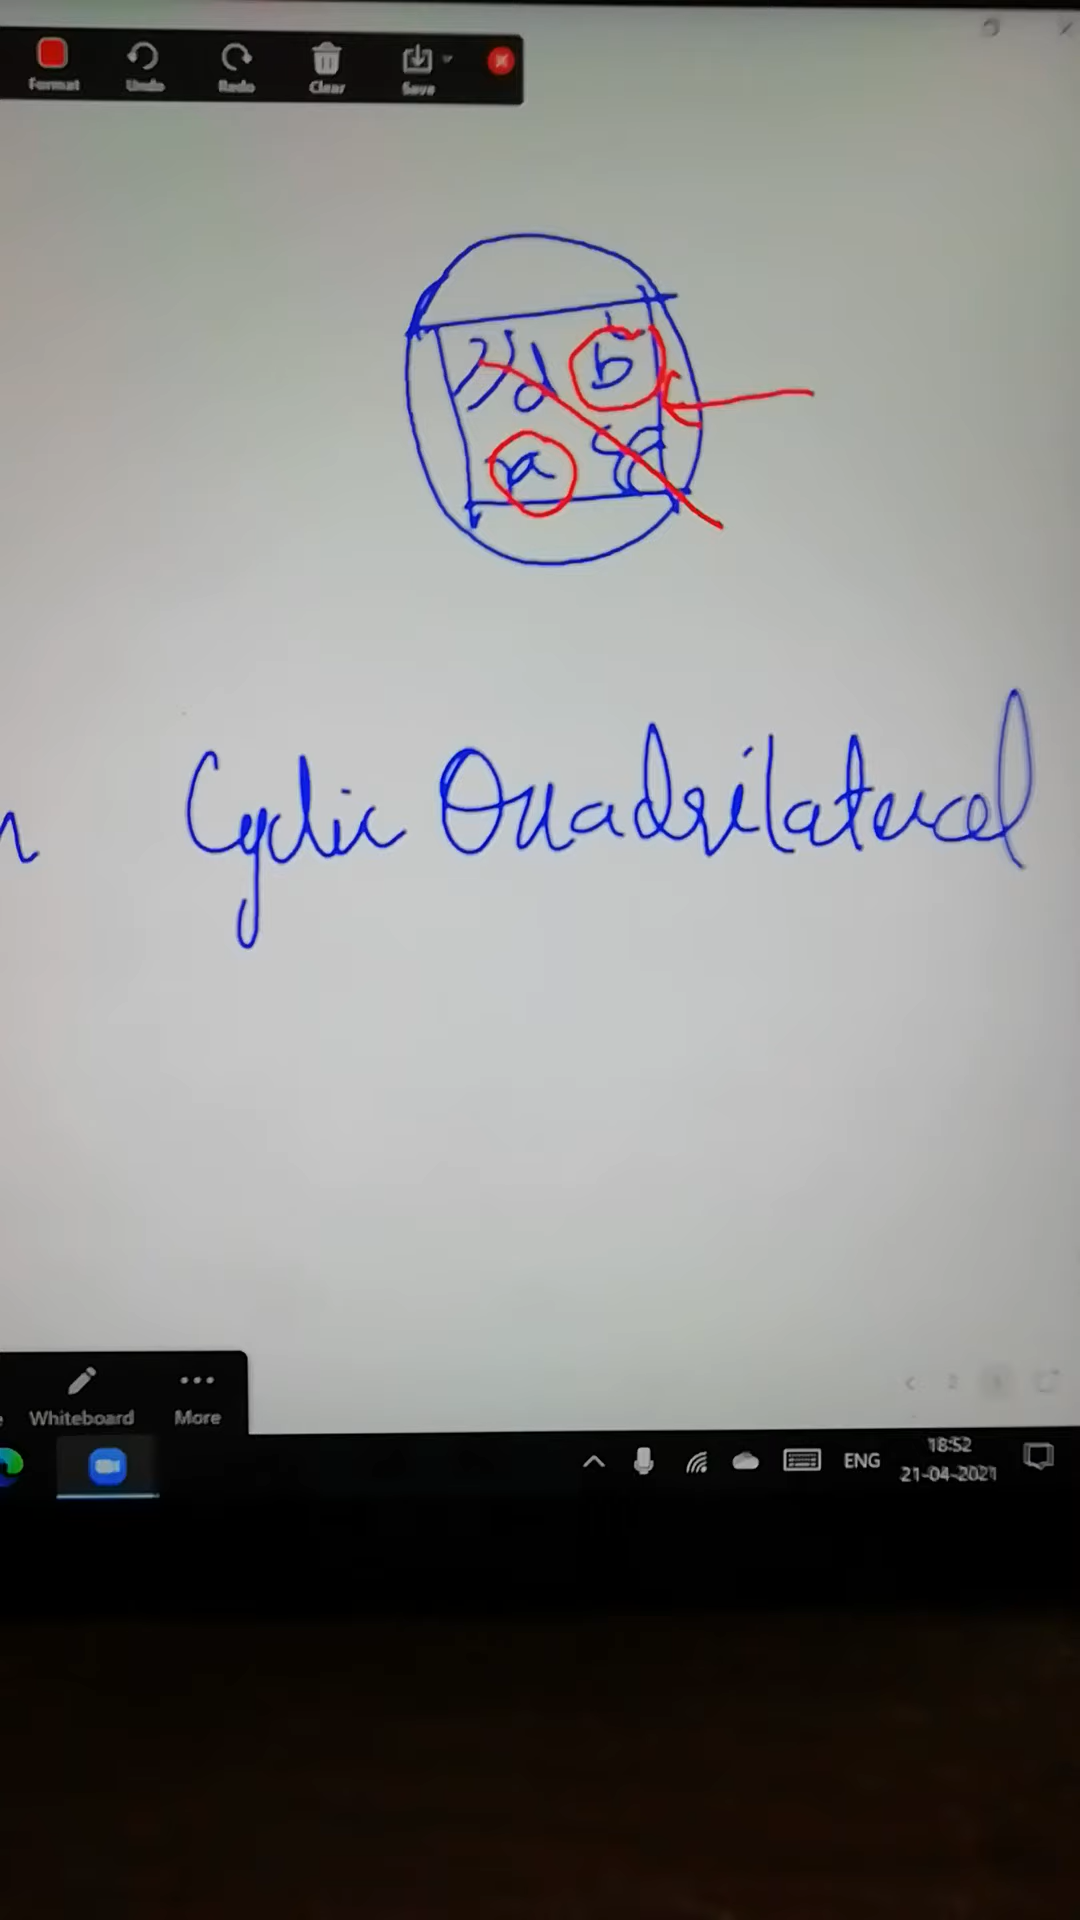 Format Undo Redo Clear Save
d b
a
Cyclic Quadrilateral
Whiteboard More
ENG 18:52
21-04-2021